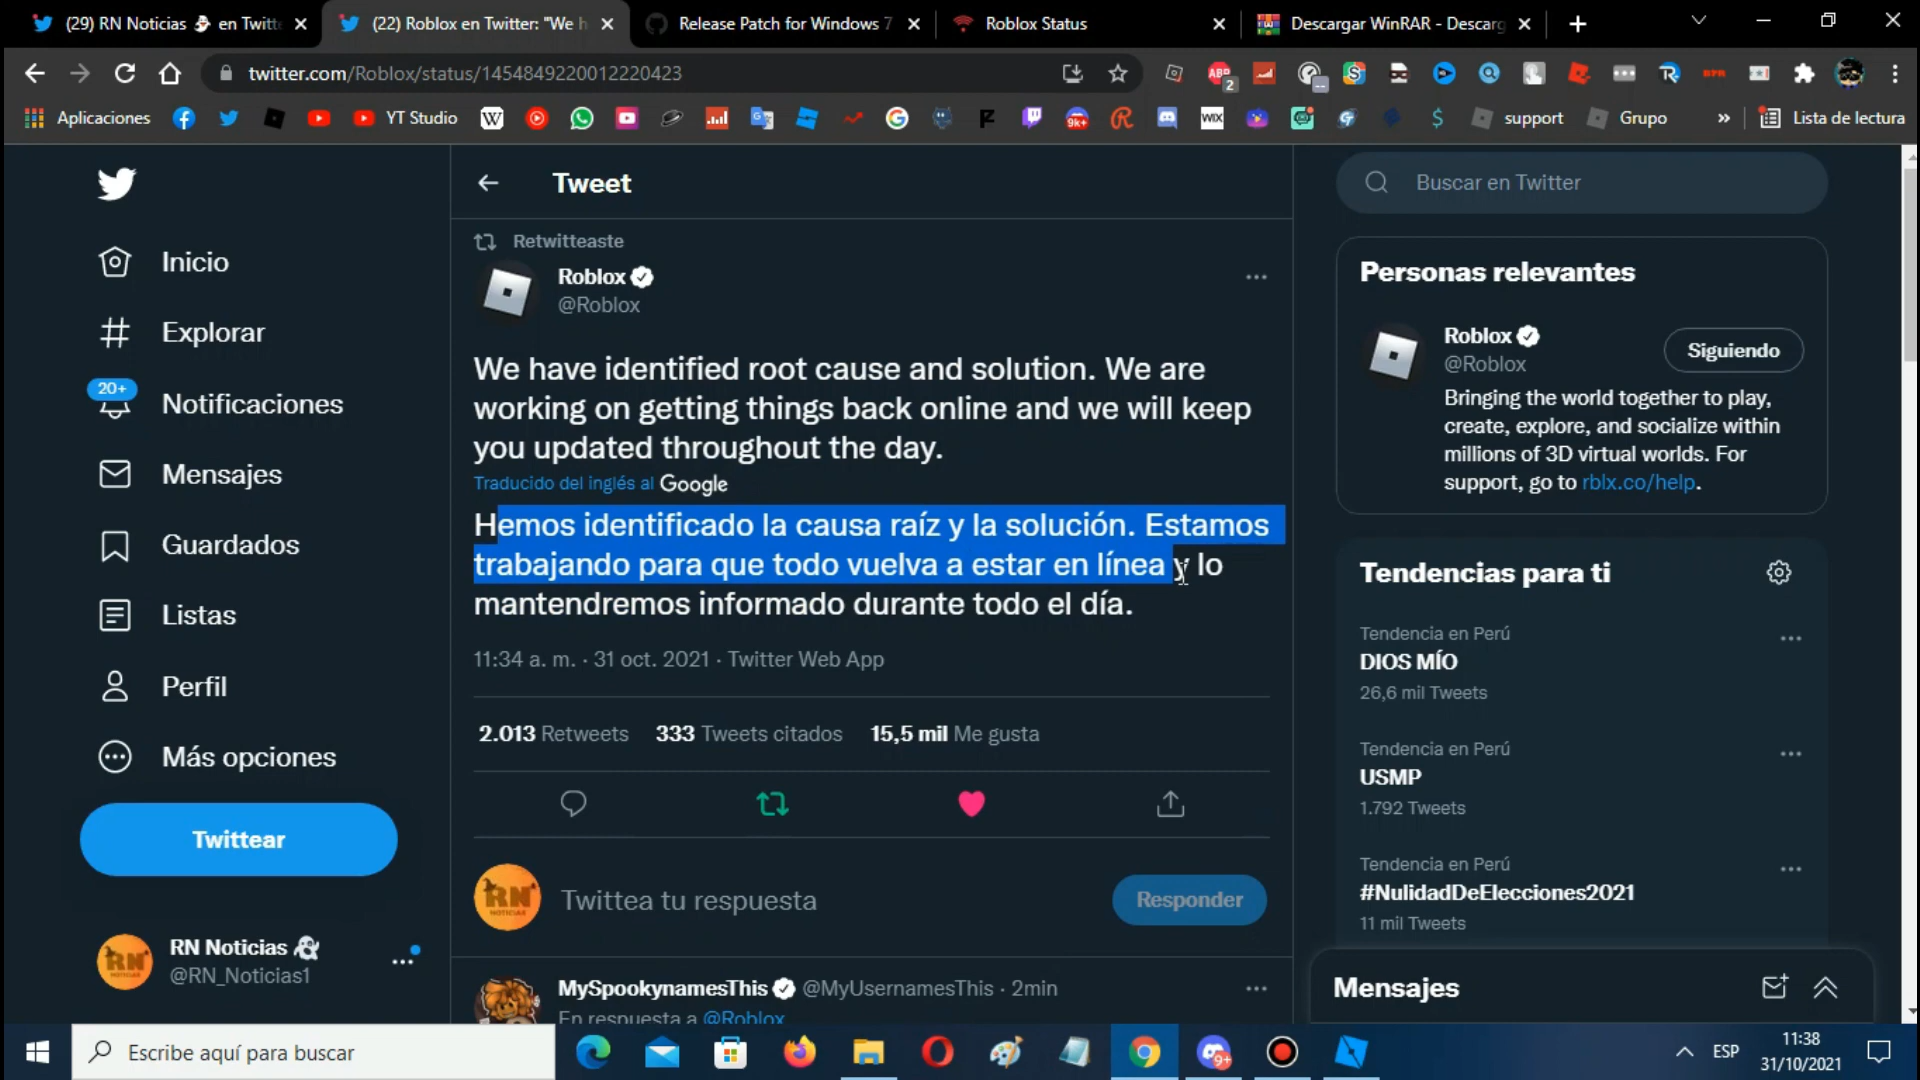 (29) RN Noticias 👻 en Twitt
(22) Roblox en Twitter: "We h
Release Patch for Windows 7
Roblox Status
Descargar WinRAR - Descarg
twitter.com/Roblox/status/1454849220012220423
ABP
2
Aplicaciones
YT Studio
W
9k+
WIX
support
Grupo
»
Lista de lectura
Tweet
Buscar en Twitter
Inicio
Explorar
20+
Notificaciones
Mensajes
Guardados
Listas
Perfil
Más opciones
Twittear
RN Noticias 👻
@RN_Noticias1
Retwitteaste
Roblox
@Roblox
We have identified root cause and solution. We are
working on getting things back online and we will keep
you updated throughout the day.
Traducido del inglés al Google
Hemos identificado la causa raíz y la solución. Estamos
trabajando para que todo vuelva a estar en línea y lo
mantendremos informado durante todo el día.
11:34 a. m. · 31 oct. 2021 · Twitter Web App
2.013 Retweets 333 Tweets citados 15,5 mil Me gusta
RN
NOTICIAS
Twittea tu respuesta
Responder
MySpookynamesThis @MyUsernamesThis · 2min
En respuesta a @Roblox
Personas relevantes
Roblox
@Roblox
Siguiendo
Bringing the world together to play,
create, explore, and socialize within
millions of 3D virtual worlds. For
support, go to rblx.co/help.
Tendencias para ti
Tendencia en Perú
DIOS MÍO
26,6 mil Tweets
Tendencia en Perú
USMP
1.792 Tweets
Tendencia en Perú
#NulidadDeElecciones2021
11 mil Tweets
Mensajes
Escribe aquí para buscar
9+
ESP
11:38
31/10/2021